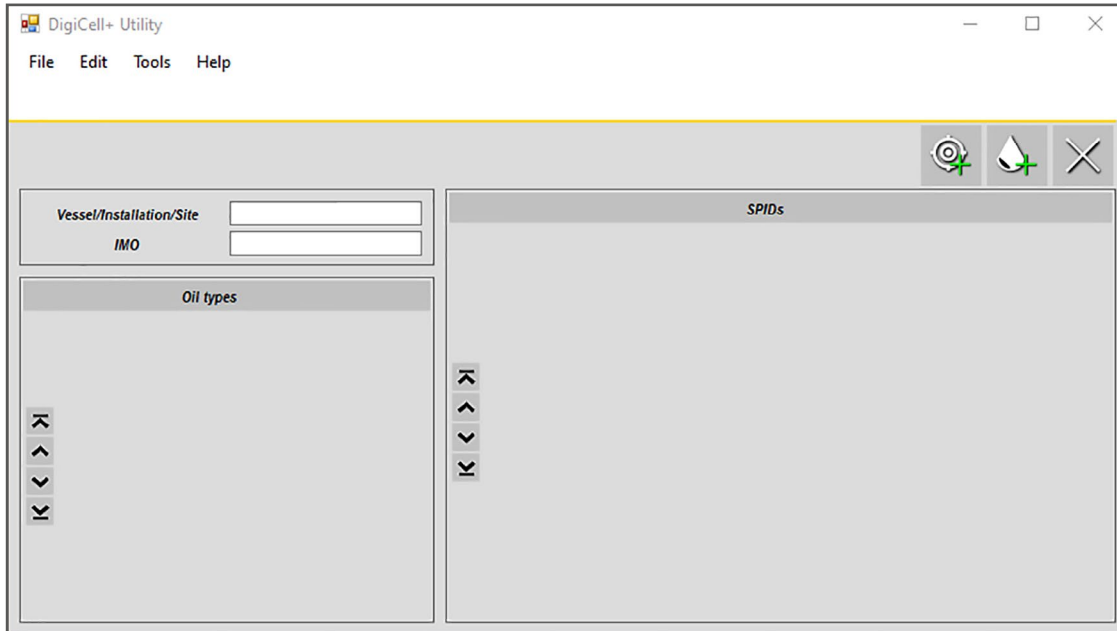 DigiCell+ Utility
File Edit Tools Help
Vessel/Installation/Site
IMO
SPIDs
Oil types